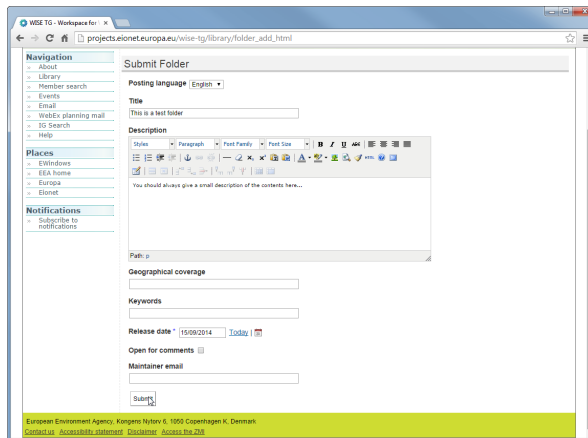 WISE TG - Workspace for
projects.eionet.europa.eu/wise-tg/library/folder_add_html
Navigation
» About
» Library
» Member search
» Events
» Email
» WebEx planning mail
» IG Search
» Help
Places
» EWindows
» EEA home
» Europa
» Eionet
Notifications
» Subscribe to
notifications
Submit Folder
Posting language English
Title
This is a test folder
Description
Styles Paragraph Font Family Font Size B I U ABC
HTML
You should always give a small description of the contents here...
Path: p
Geographical coverage
Keywords
Release date * 15/09/2014 Today |
Open for comments
Maintainer email
Submit
European Environment Agency, Kongens Nytorv 6, 1050 Copenhagen K, Denmark
Contact us Accessibility statement Disclaimer Access the ZMI